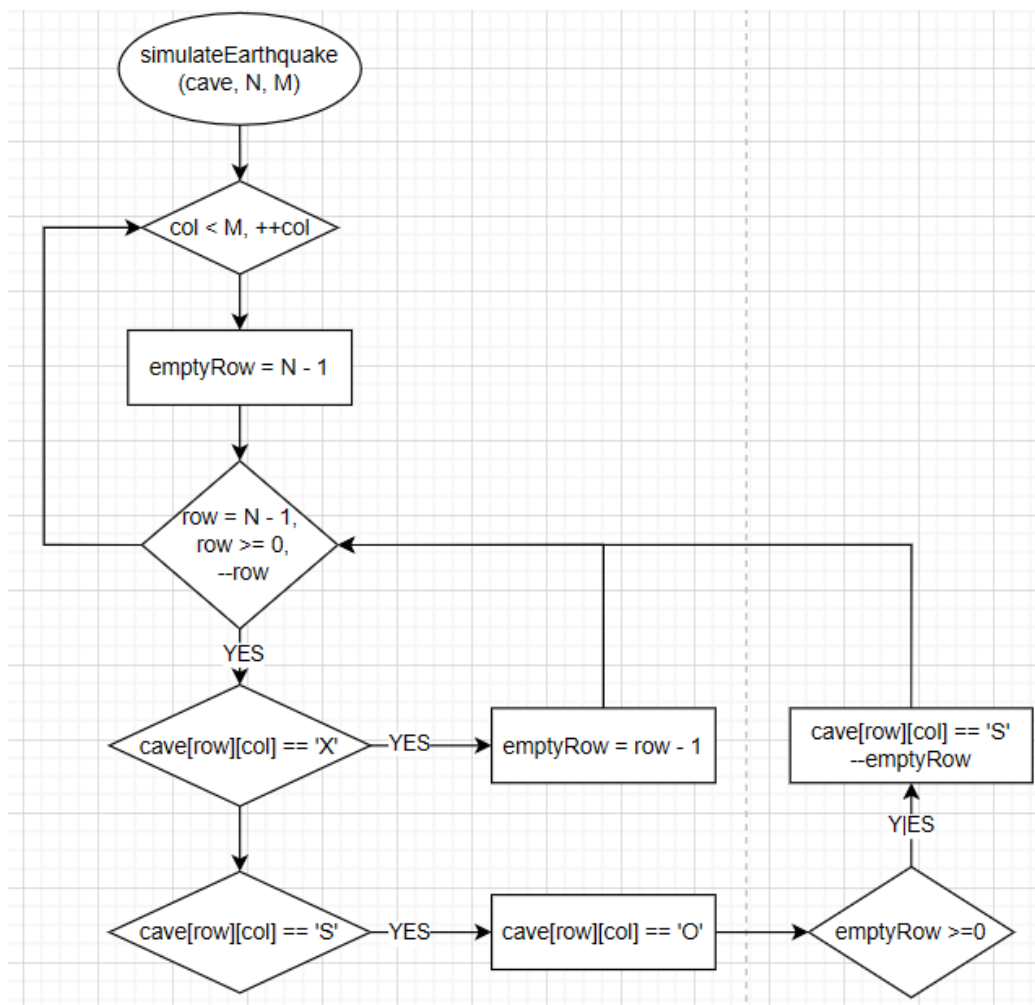 simulateEarthquake
(cave, N, M)
col < M, ++col
emptyRow = N - 1
row = N - 1,
row >= 0,
--row
YES
cave[row][col] == 'X'
YES
emptyRow = row - 1
cave[row][col] == 'S'
--emptyRow
Y|ES
cave[row][col] == 'S'
YES
cave[row][col] == 'O'
emptyRow >=0